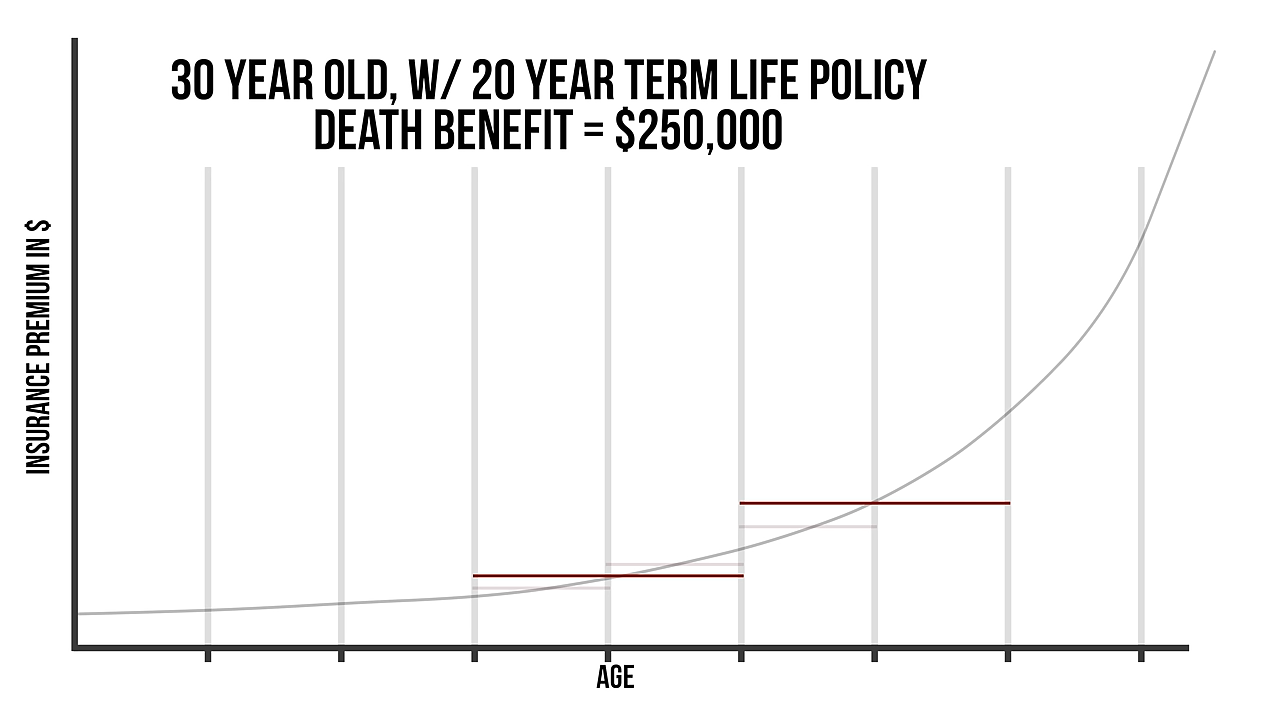 30 YEAR OLD, W/ 20 YEAR TERM LIFE POLICY
DEATH BENEFIT = $250,000
INSURANCE PREMIUM IN $
AGE